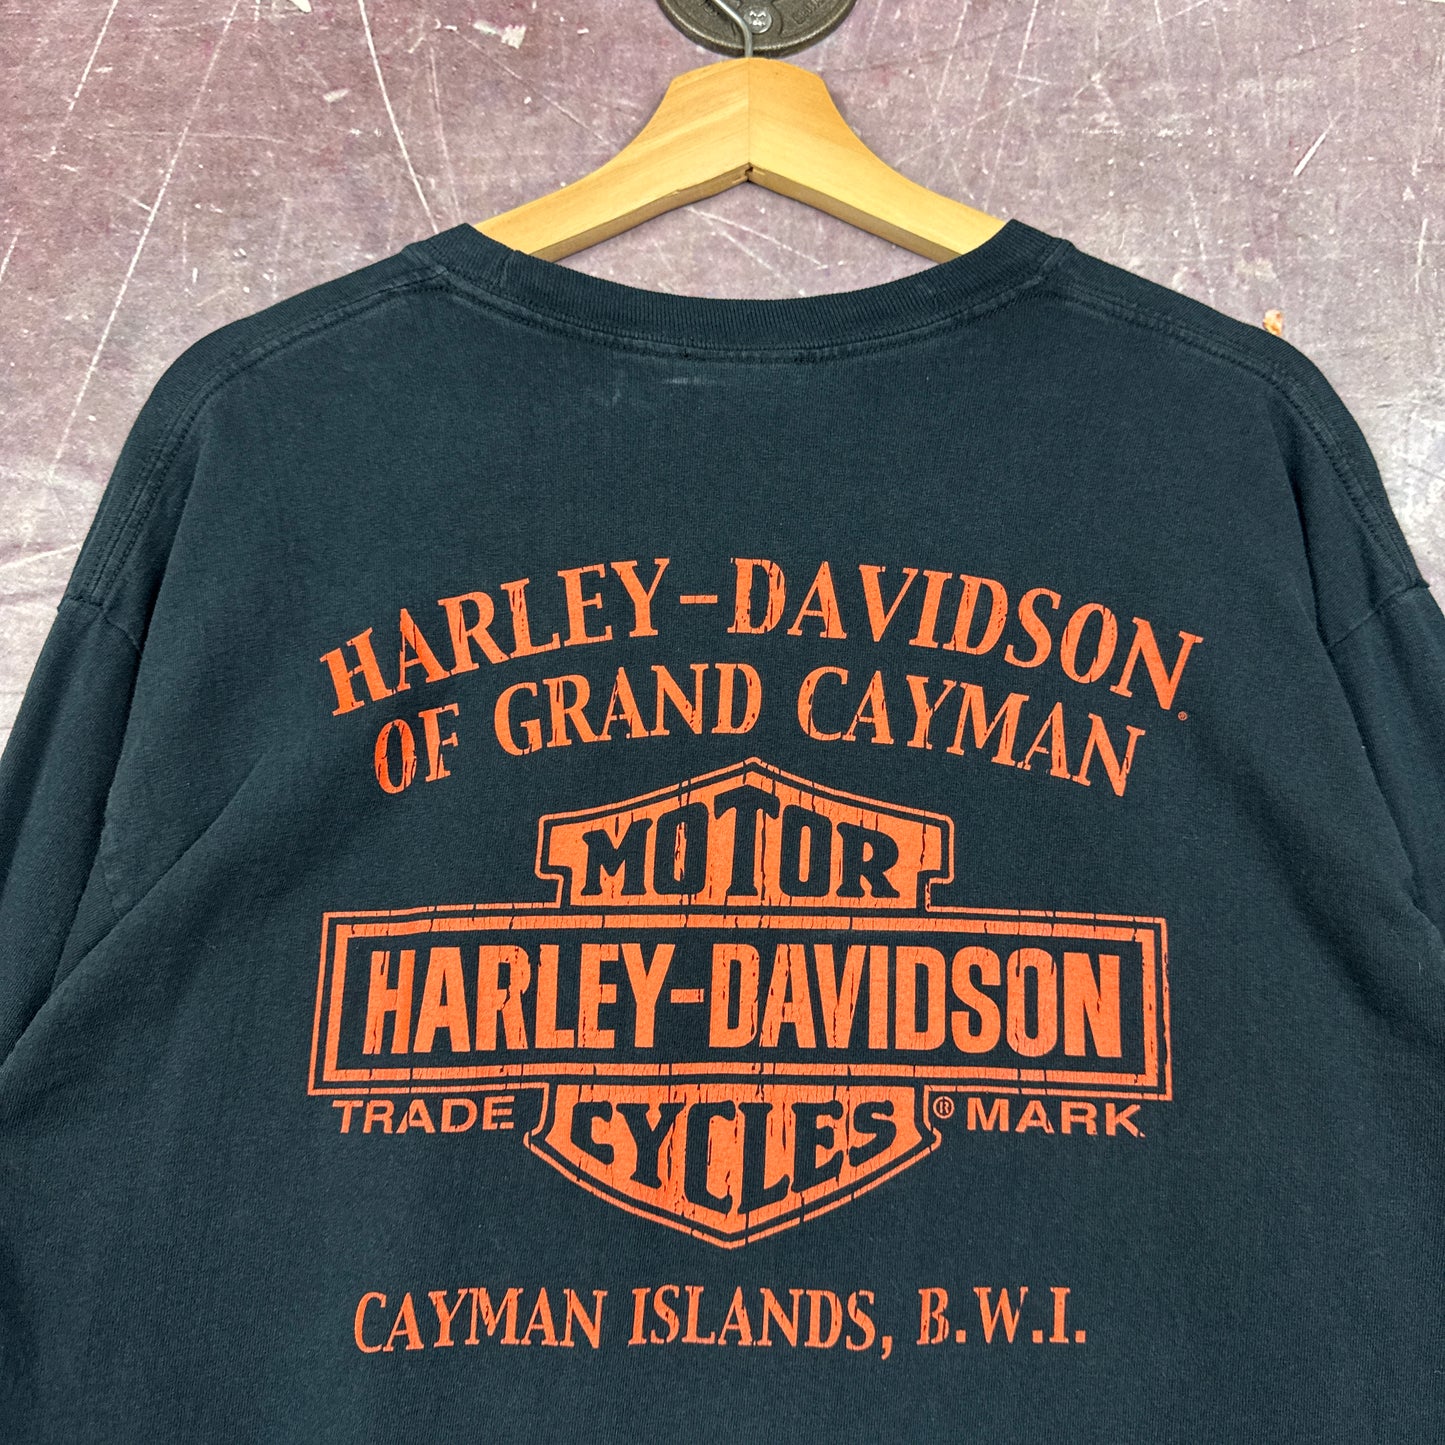 HARLEY-DAVIDSON®
OF GRAND CAYMAN
MOTOR
HARLEY-DAVIDSON
CYCLES
TRADE ® MARK
CAYMAN ISLANDS, B.W.I.